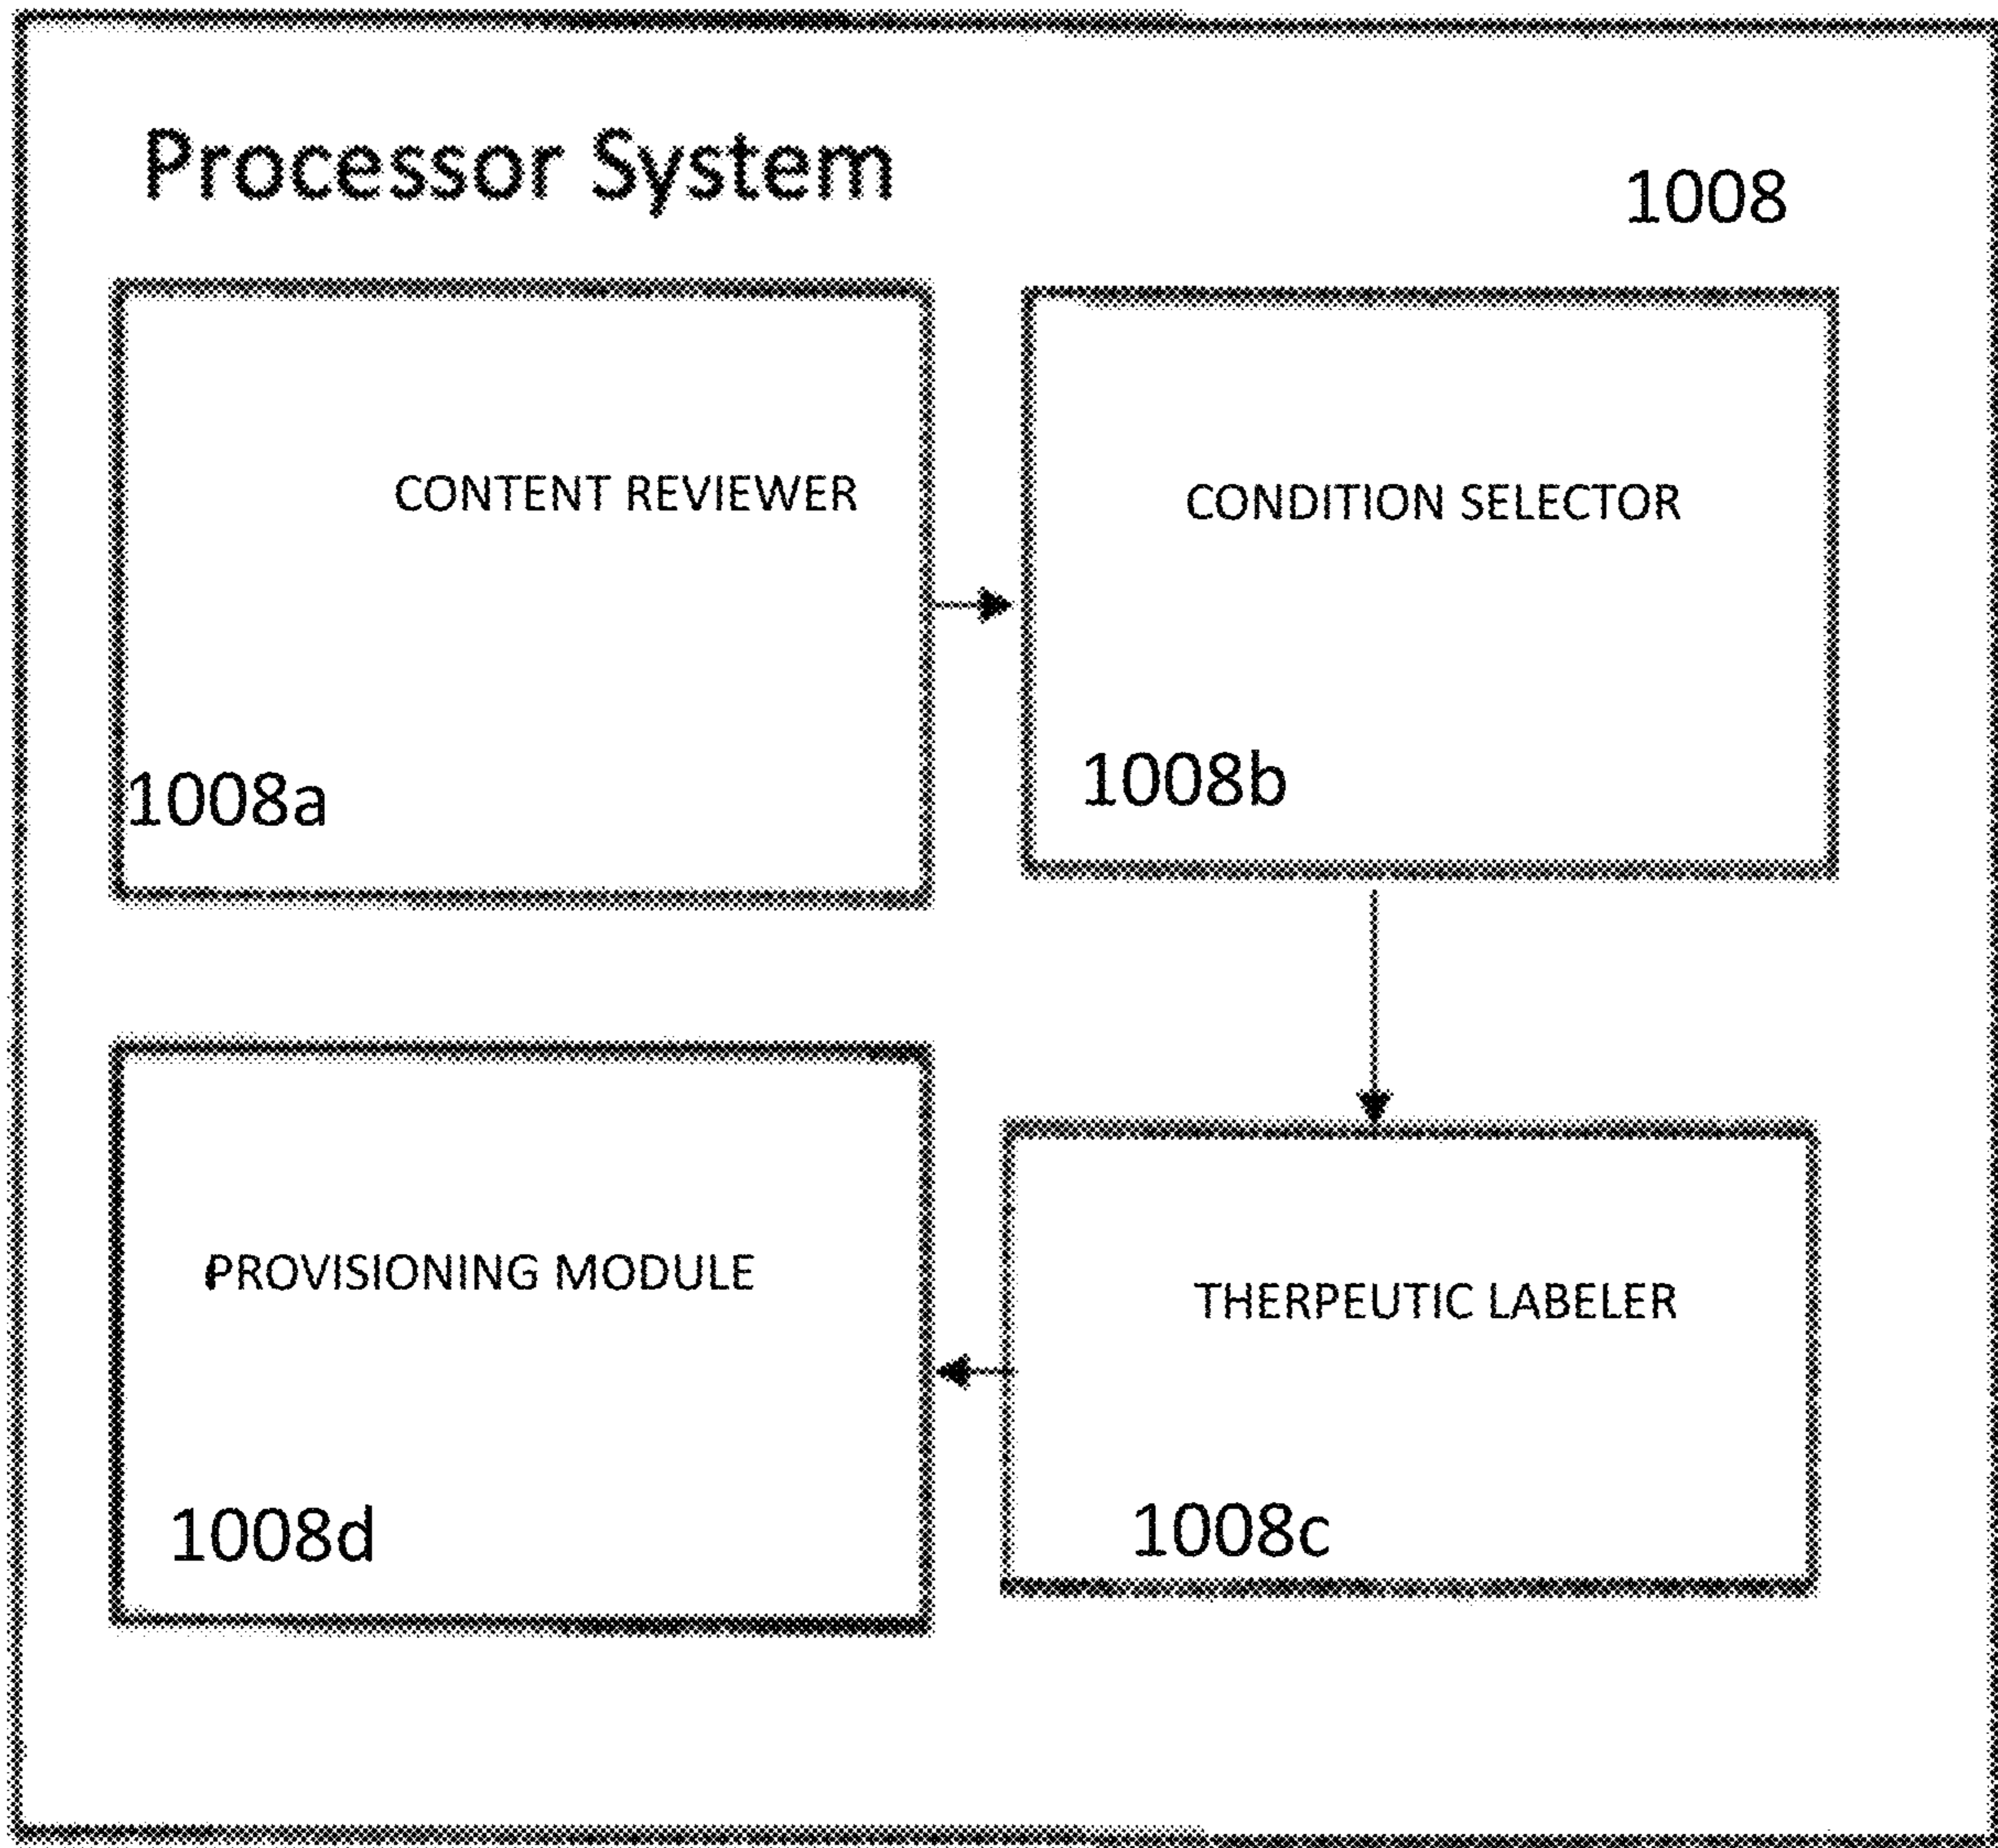 Processor System
1008
CONTENT REVIEWER
1008a
CONDITION SELECTOR
1008b
PROVISIONING MODULE
1008d
THERPEUTIC LABELER
1008c